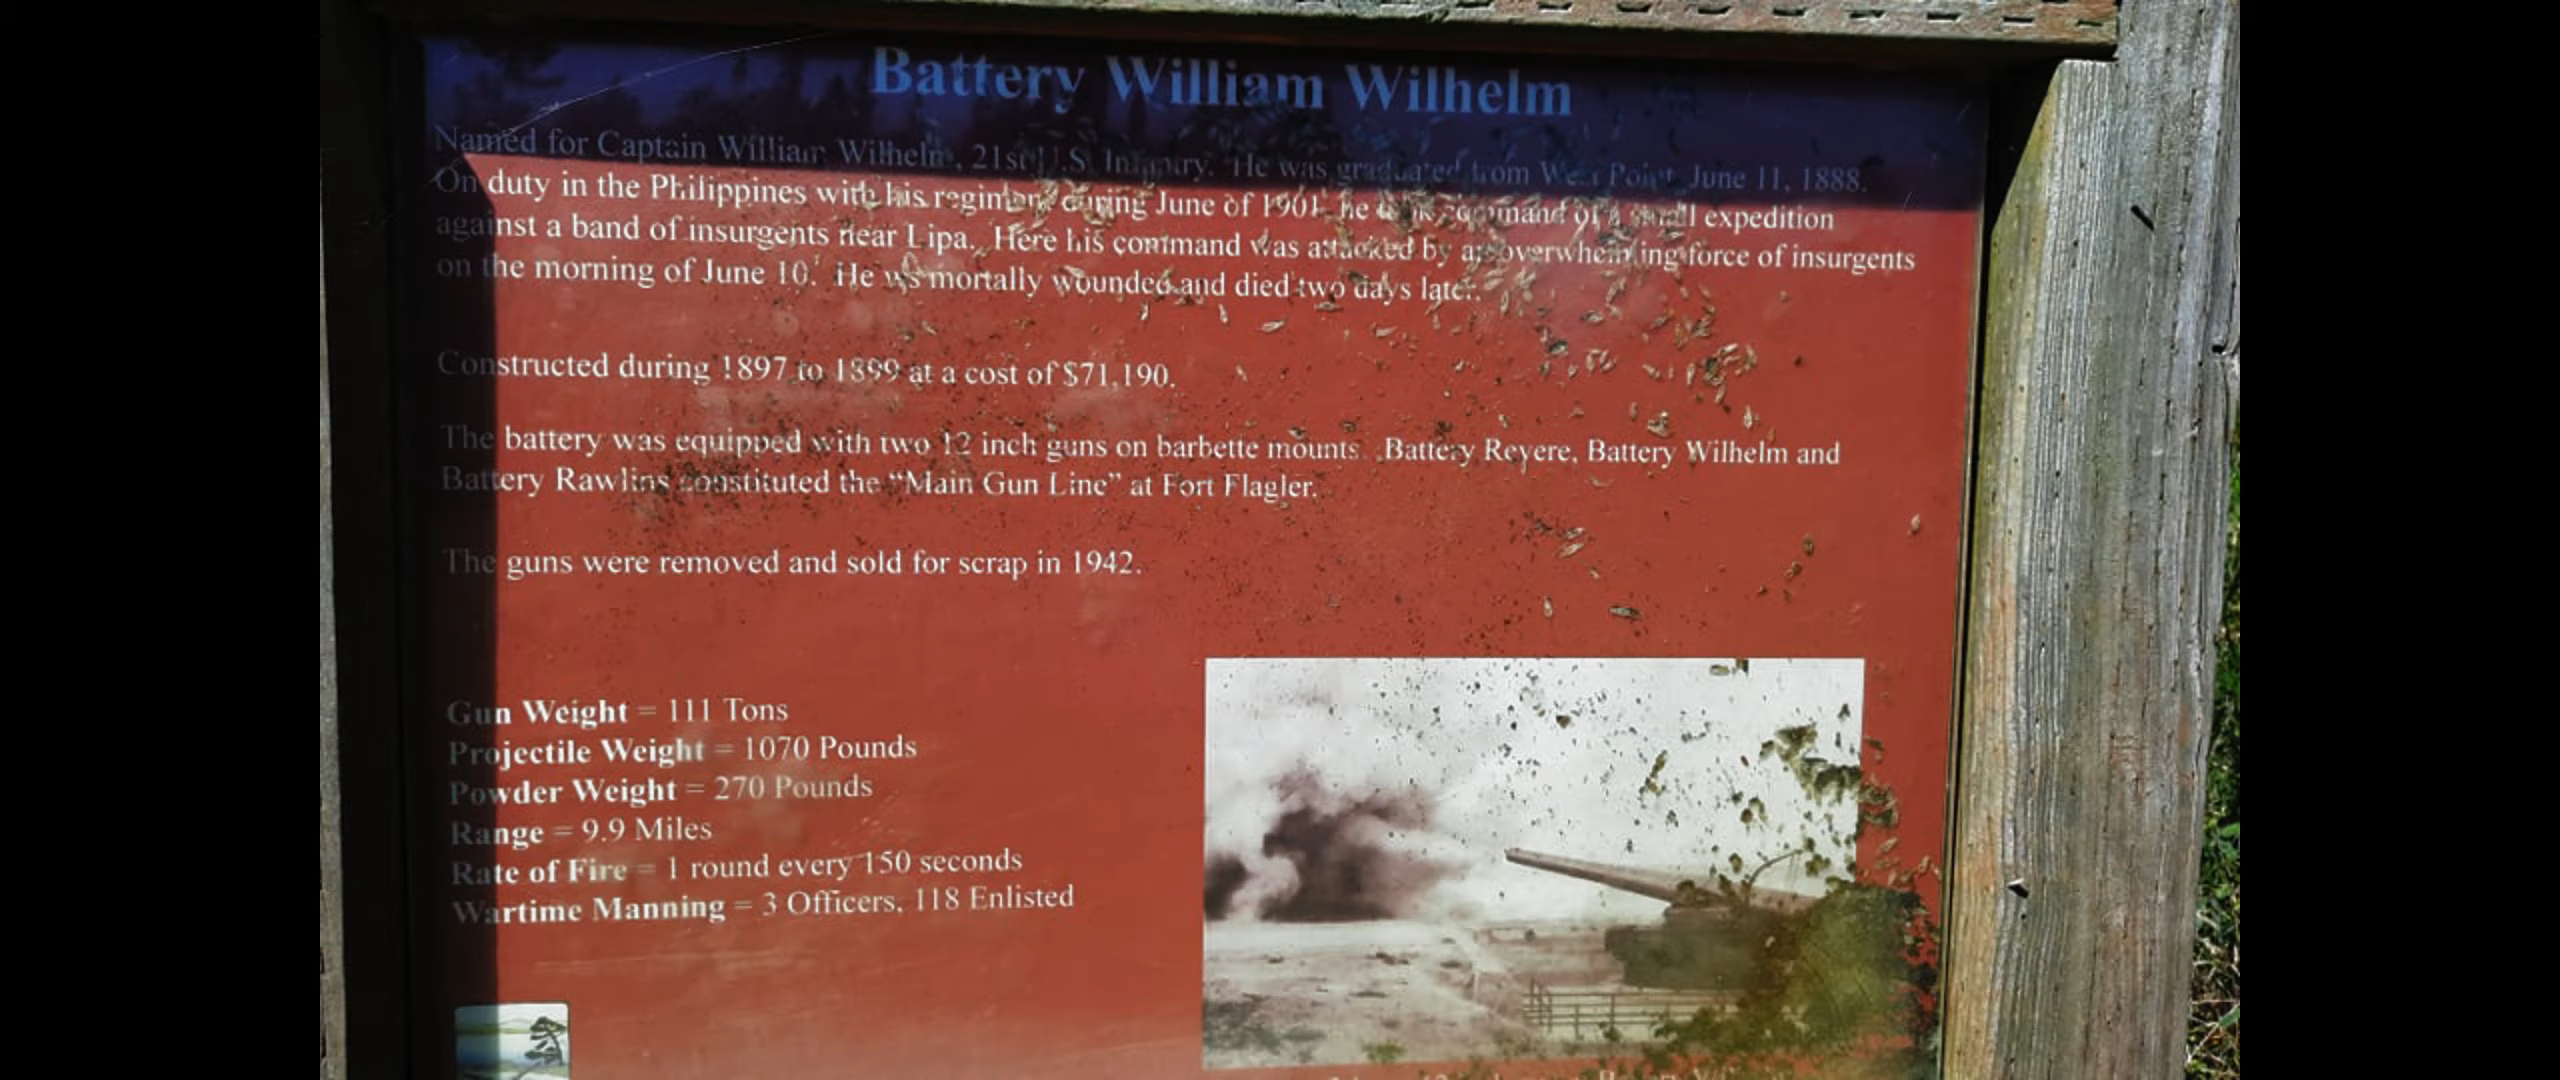 Battery William Wilhelm
Named for Captain William Wilhelm, 21st U.S. Infantry. He was graduated from West Point, June 11, 1888.
On duty in the Philippines with his regiment during June of 1901 he took command of a small expedition
against a band of insurgents near Lipa. Here his command was attacked by an overwhelming force of insurgents
on the morning of June 10. He ws mortally wounded and died two days later.
Constructed during 1897 to 1899 at a cost of $71,190.
The battery was equipped with two 12 inch guns on barbette mounts. Battery Revere, Battery Wilhelm and
Battery Rawlins constituted the “Main Gun Line” at Fort Flagler.
The guns were removed and sold for scrap in 1942.
Gun Weight = 111 Tons
Projectile Weight = 1070 Pounds
Powder Weight = 270 Pounds
Range = 9.9 Miles
Rate of Fire = 1 round every 150 seconds
Wartime Manning = 3 Officers, 118 Enlisted